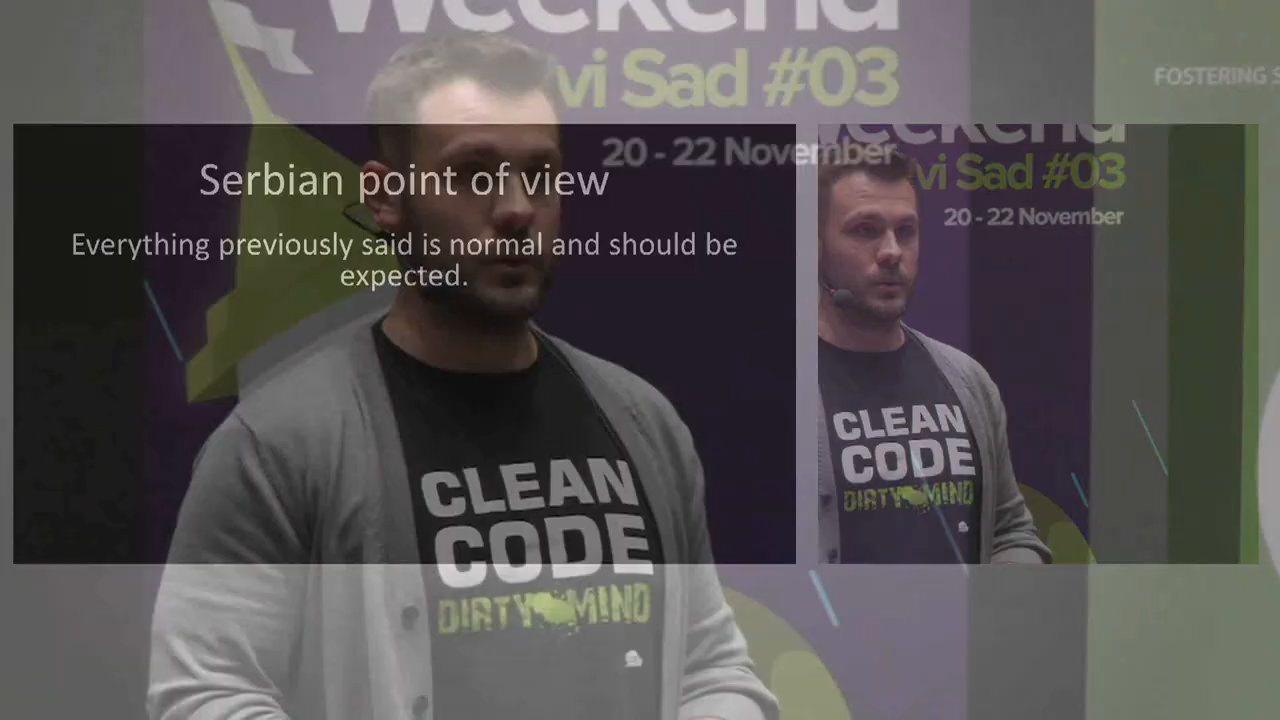 Weekend
vi Sad #03
20 - 22 November
FOSTERING
Serbian point of view
Everything previously said is normal and should be
expected.
CLEAN
CODE
DIRTY MIND
Weekend
vi Sad #03
20 - 22 November
CLEAN
CODE
DIRTY MIND